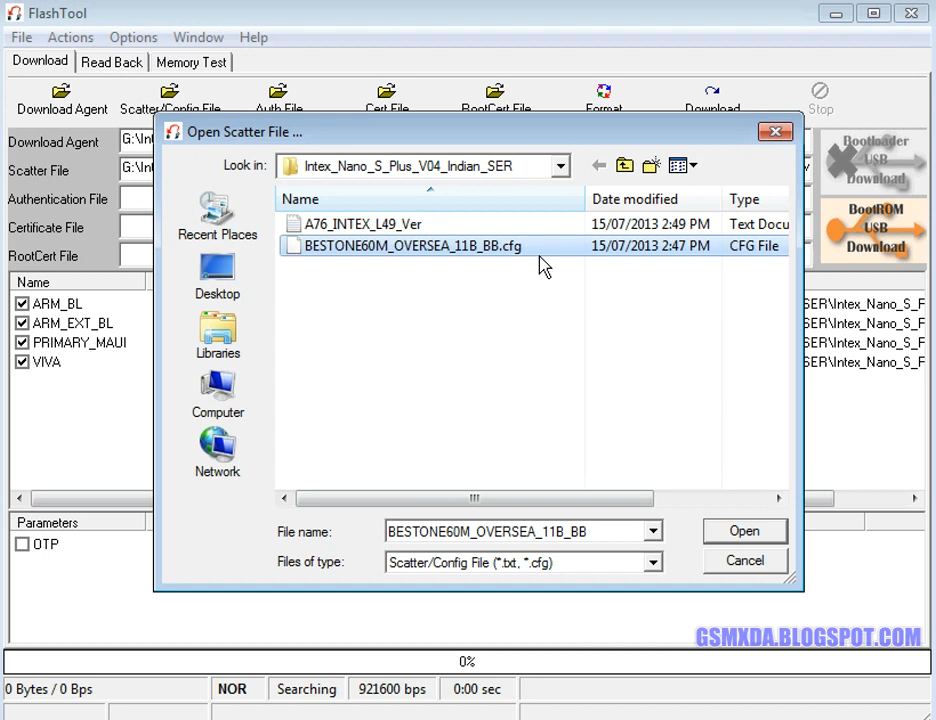 FlashTool
File Actions Options Window Help
Download Read Back Memory Test
Download Agent Scatter/Config File Auth File Cert File RootCert File Format Download Stop
Open Scatter File ...
Download Agent G:\Int
Scatter File G:\Int
Authentication File
Certificate File
RootCert File
Bootloader
USB
Download
BootROM
USB
Download
Look in: Intex_Nano_S_Plus_V04_Indian_SER
Name Date modified Type
A76_INTEX_L49_Ver 15/07/2013 2:49 PM Text Docu
BESTONE60M_OVERSEA_11B_BB.cfg 15/07/2013 2:47 PM CFG File
Recent Places
Desktop
Libraries
Computer
Network
Name
ARM_BL SER\Intex_Nano_S_F
ARM_EXT_BL SER\Intex_Nano_S_F
PRIMARY_MAUI SER\Intex_Nano_S_F
VIVA SER\Intex_Nano_S_F
File name: BESTONE60M_OVERSEA_11B_BB Open
Files of type: Scatter/Config File (*.txt, *.cfg) Cancel
Parameters
OTP
GSMXDA.BLOGSPOT.COM
0%
0 Bytes / 0 Bps NOR Searching 921600 bps 0:00 sec